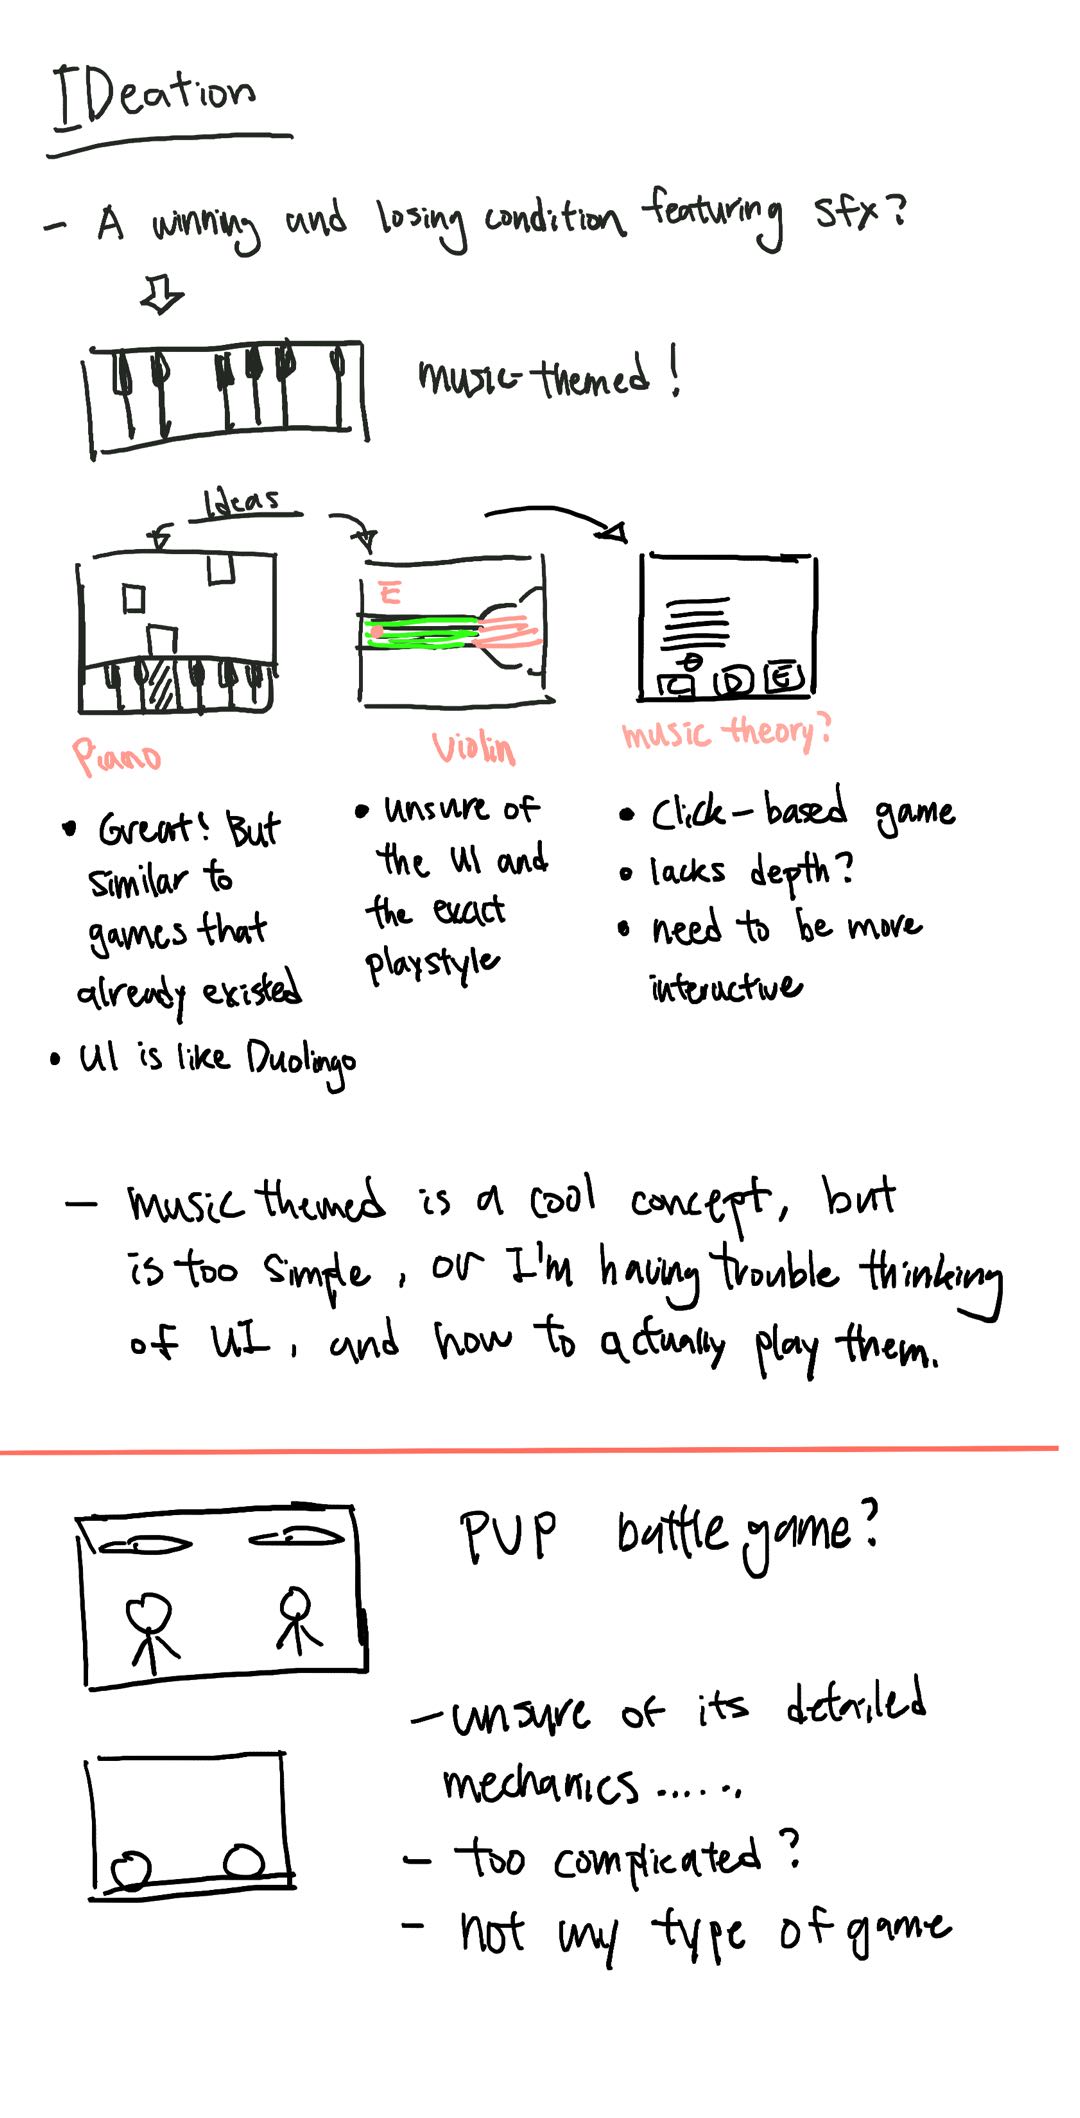 IDeation
- A winning and losing condition featuring sfx?
music-themed!
Ideas
E
C D E
Piano
Violin
music theory?
• Great! But
similar to
games that
already existed
• UI is like Duolingo
• unsure of
the UI and
the exact
playstyle
• Click-based game
• lacks depth?
• need to be more
interactive
- music themed is a cool concept, but
is too simple, or I'm having trouble thinking
of UI, and how to actually play them.
PVP battle game?
- unsure of its detailed
mechanics......
- too complicated?
- not my type of game